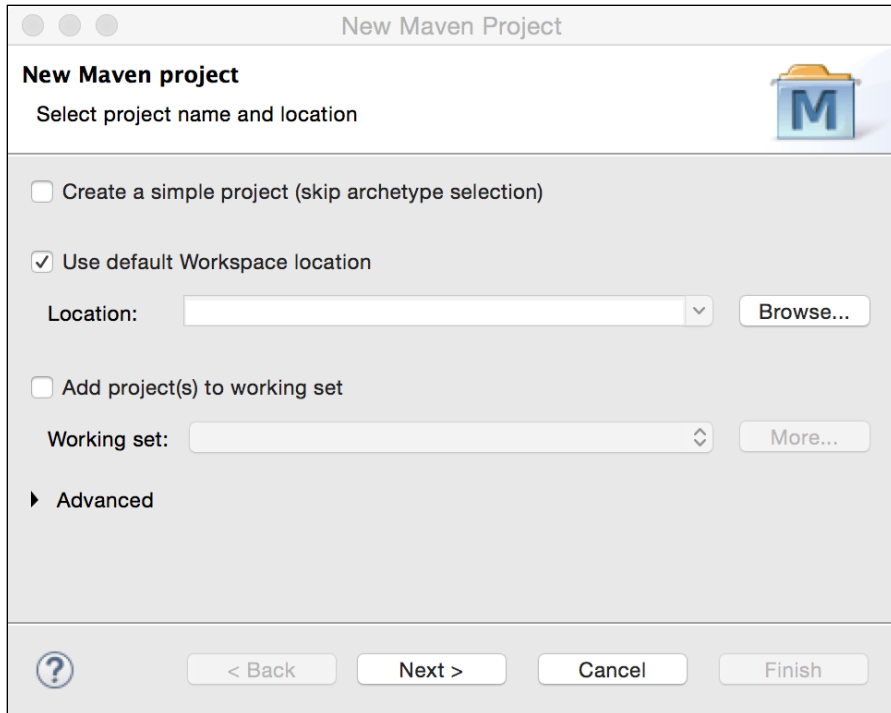 New Maven Project
New Maven project
Select project name and location
M
Create a simple project (skip archetype selection)
Use default Workspace location
Location:
Browse...
Add project(s) to working set
Working set:
More...
Advanced
?
< Back
Next >
Cancel
Finish